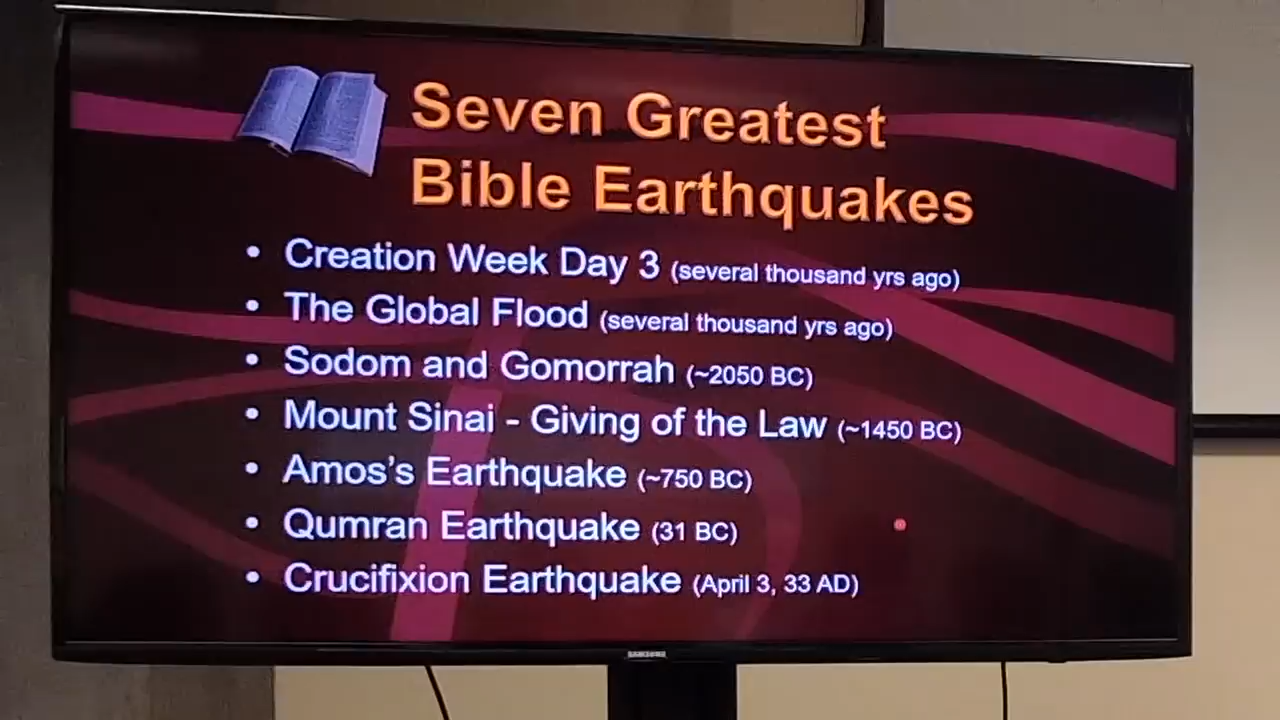 Seven Greatest
Bible Earthquakes
• Creation Week Day 3 (several thousand yrs ago)
• The Global Flood (several thousand yrs ago)
• Sodom and Gomorrah (~2050 BC)
• Mount Sinai - Giving of the Law (~1450 BC)
• Amos's Earthquake (~750 BC)
• Qumran Earthquake (31 BC)
• Crucifixion Earthquake (April 3, 33 AD)
SAMSUNG